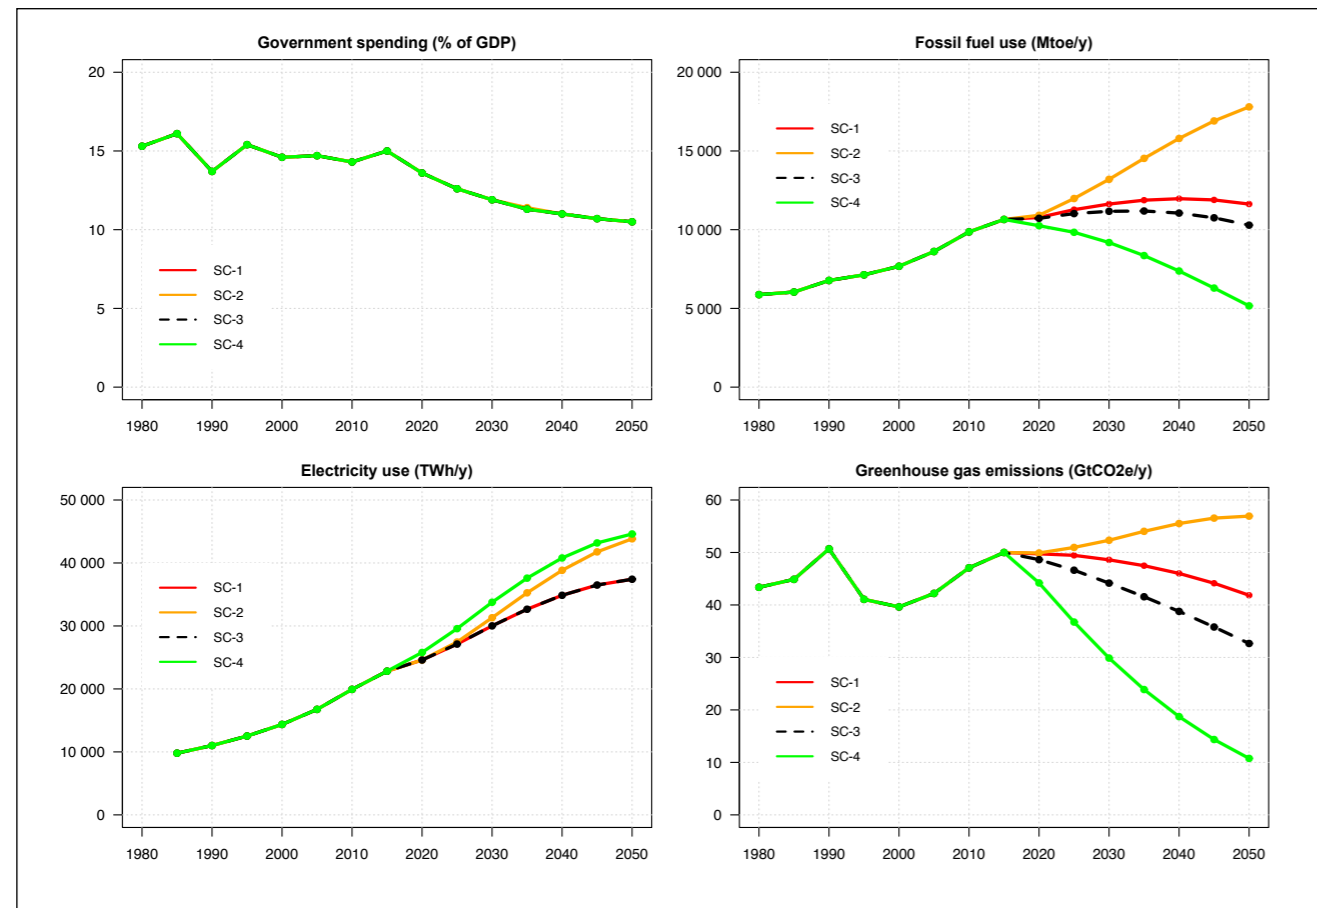 Government spending (% of GDP)
20
15
10
5
0
SC-1
SC-2
SC-3
SC-4
1980 1990 2000 2010 2020 2030 2040 2050
Fossil fuel use (Mtoe/y)
20 000
15 000
10 000
5 000
0
SC-1
SC-2
SC-3
SC-4
1980 1990 2000 2010 2020 2030 2040 2050
Electricity use (TWh/y)
50 000
40 000
30 000
20 000
10 000
0
SC-1
SC-2
SC-3
SC-4
1980 1990 2000 2010 2020 2030 2040 2050
Greenhouse gas emissions (GtCO2e/y)
60
50
40
30
20
10
0
SC-1
SC-2
SC-3
SC-4
1980 1990 2000 2010 2020 2030 2040 2050